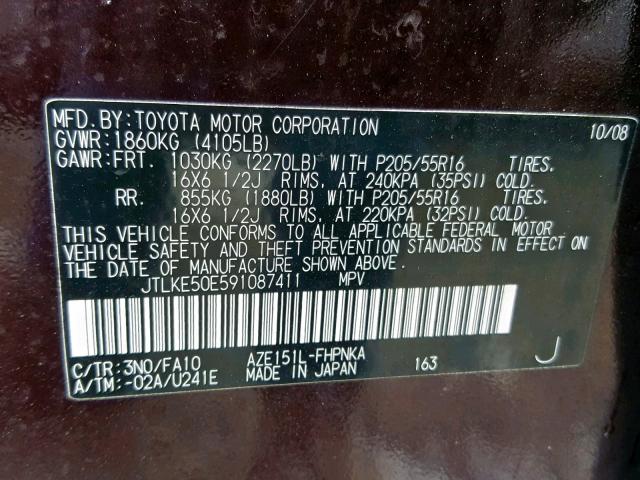 MFD.BY:TOYOTA MOTOR CORPORATION 10/08
GVWR:1860KG (4105LB)
GAWR:FRT. 1030KG (2270LB) WITH P205/55R16 TIRES.
16X6 1/2J RIMS, AT 240KPA (35PSI) COLD.
RR. 855KG (1880LB) WITH P205/55R16 TIRES.
16X6 1/2J RIMS, AT 220KPA (32PSI) COLD.
THIS VEHICLE CONFORMS TO ALL APPLICABLE FEDERAL MOTOR
VEHICLE SAFETY AND THEFT PREVENTION STANDARDS IN EFFECT ON
THE DATE OF MANUFACTURE SHOWN ABOVE.
JTLKE50E591087411 MPV
C/TR:3N0/FA10 AZE151L-FHPNKA
A/TM:-02A/U241E MADE IN JAPAN 163 J